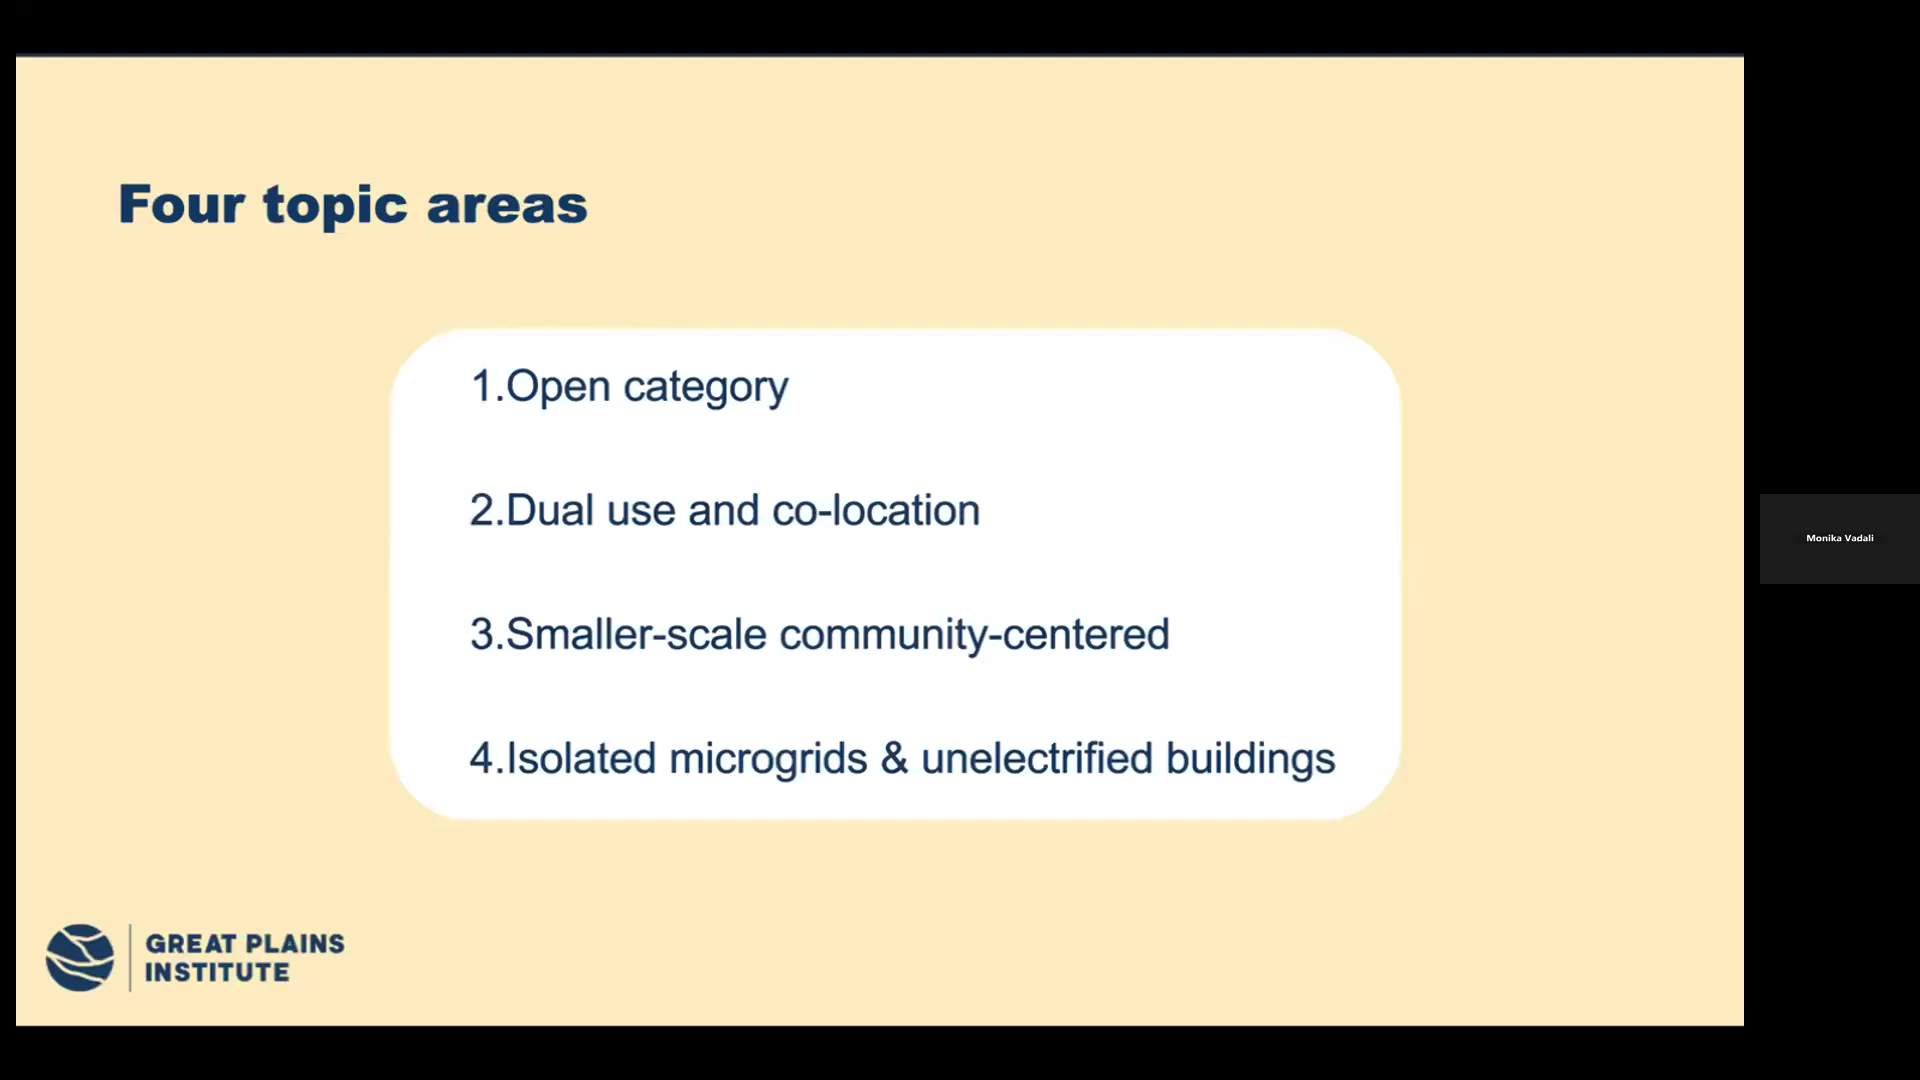 Four topic areas
1.Open category
2.Dual use and co-location
3.Smaller-scale community-centered
4.Isolated microgrids & unelectrified buildings
GREAT PLAINS
INSTITUTE
Monika Vadali